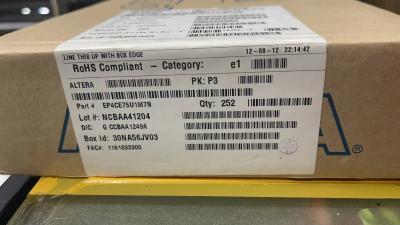 LINE THIS UP WITH BOX EDGE
12-08-12 22:14:42
RoHS Compliant - Category: e1
ALTERA PK: P3
Part # EP4CE75U19I7N Qty: 252
Lot #: NCBAA41204
D/C: G CCBAA1249A
Box id: 30NA56JV03
FAC#: 1161833300